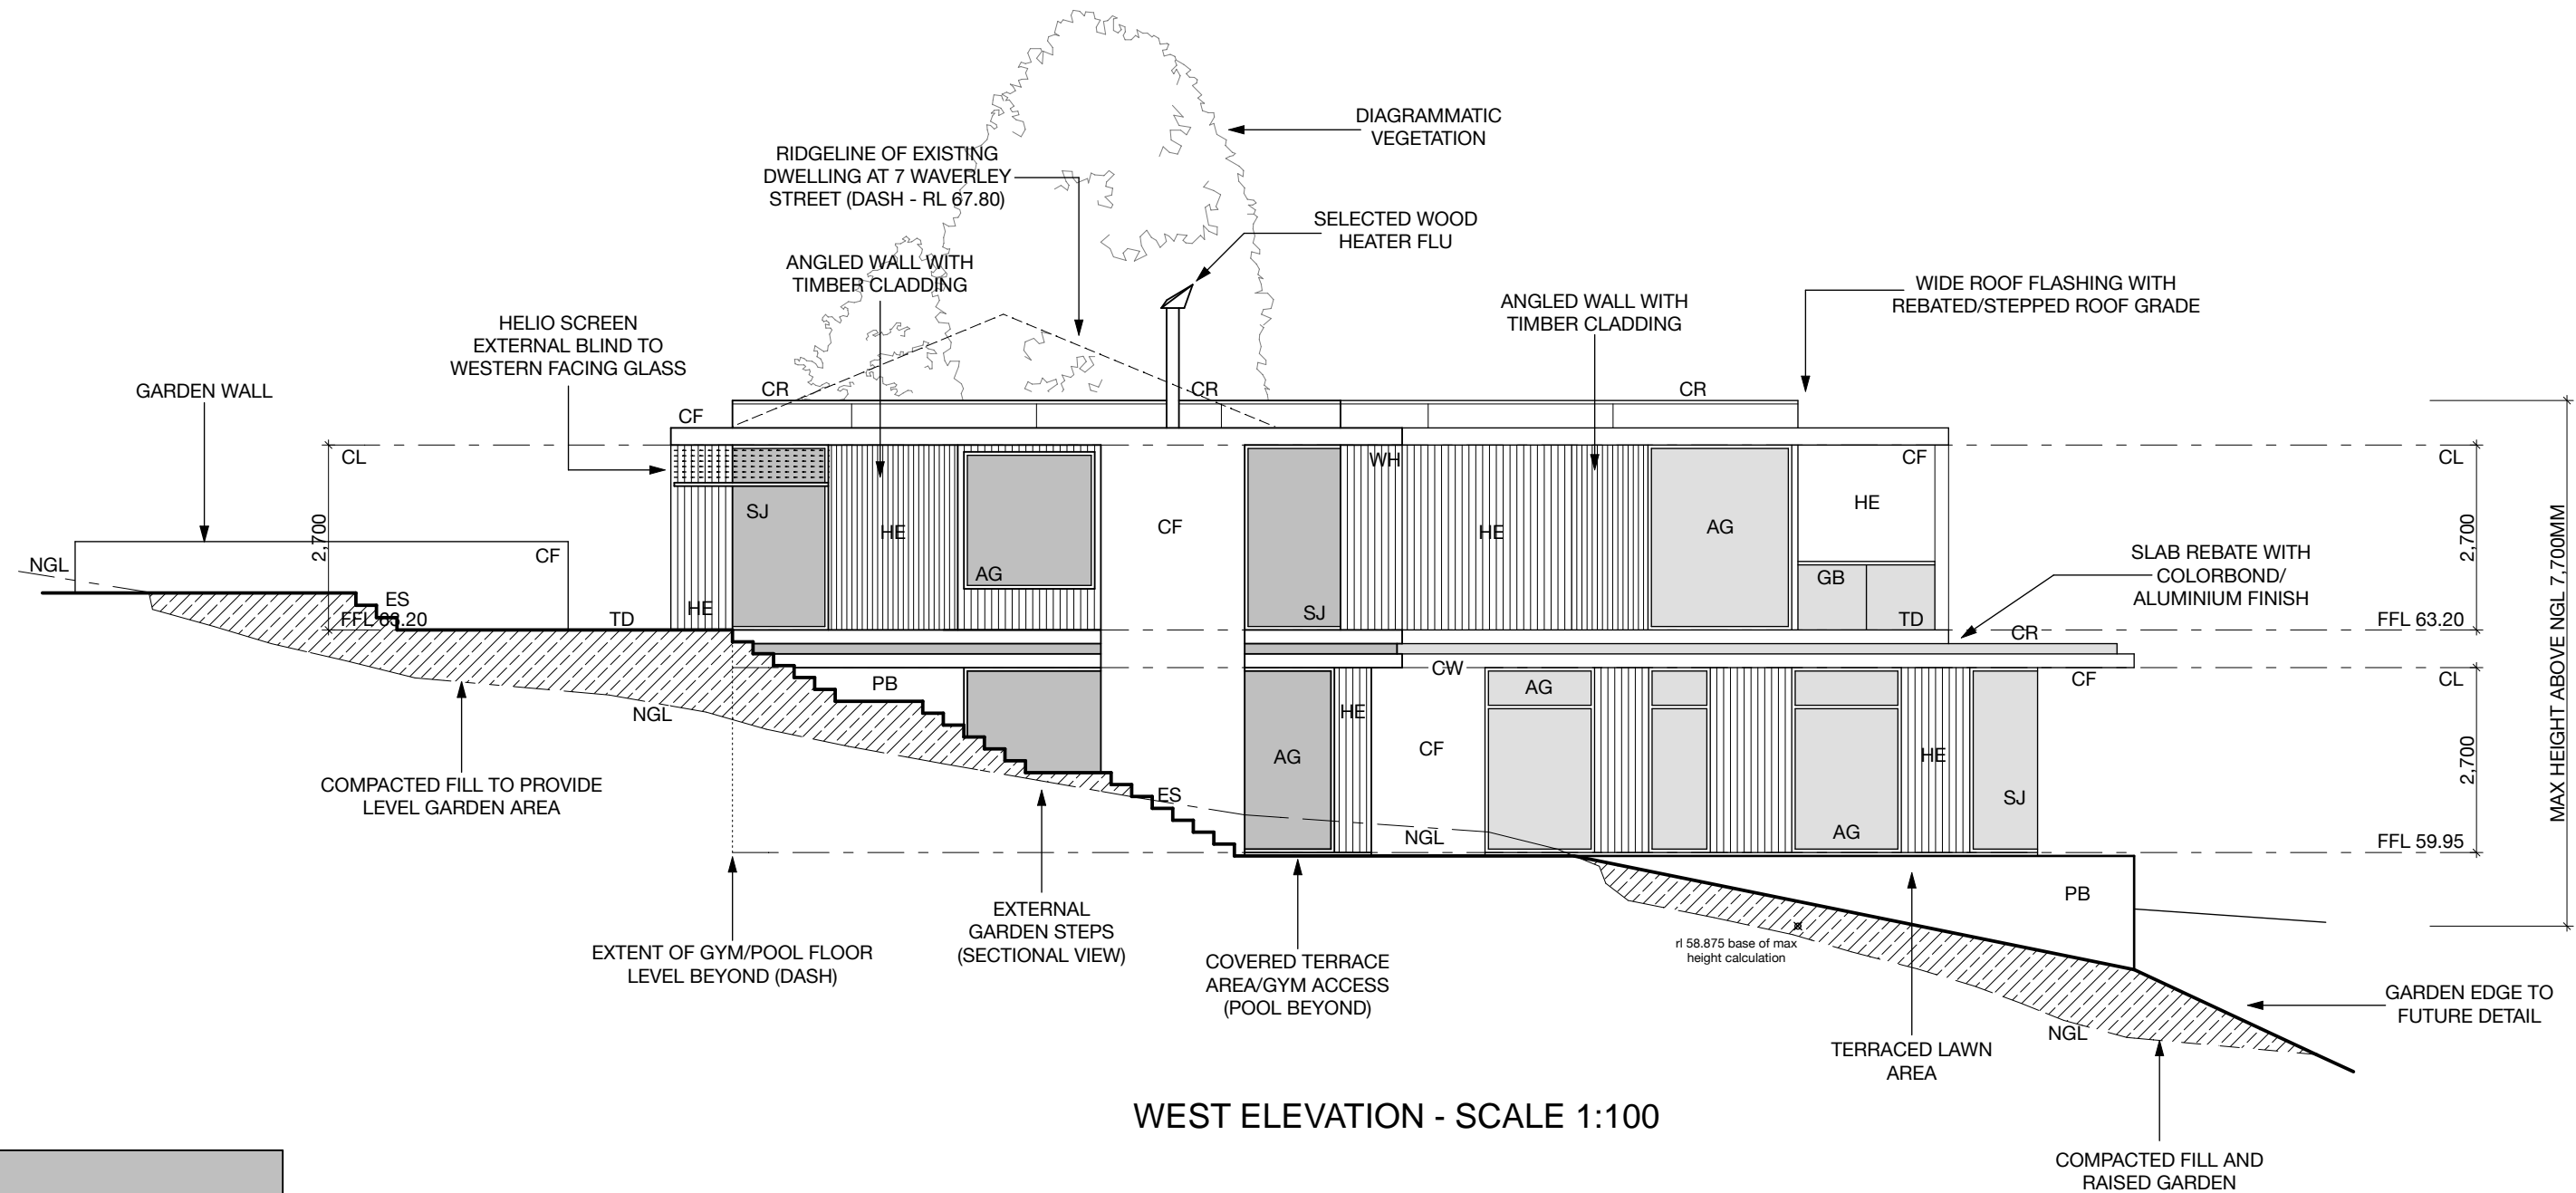 DIAGRAMMATIC
VEGETATION
RIDGELINE OF EXISTING
DWELLING AT 7 WAVERLEY
STREET (DASH - RL 67.80)
SELECTED WOOD
HEATER FLU
ANGLED WALL WITH
TIMBER CLADDING
WIDE ROOF FLASHING WITH
REBATED/STEPPED ROOF GRADE
ANGLED WALL WITH
TIMBER CLADDING
HELIO SCREEN
EXTERNAL BLIND TO
WESTERN FACING GLASS
GARDEN WALL
CR
CR
CR
CF
CL
WH
CF
CL
SJ
HE
CF
HE
AG
HE
2,700
2,700
MAX HEIGHT ABOVE NGL 7,700MM
NGL
CF
AG
GB
SLAB REBATE WITH
COLORBOND/
ALUMINIUM FINISH
ES
HE
SJ
FFL 63.20
TD
TD
FFL 63.20
CR
CW
PB
AG
CF
CL
NGL
HE
AG
CF
HE
2,700
COMPACTED FILL TO PROVIDE
LEVEL GARDEN AREA
ES
SJ
NGL
AG
FFL 59.95
PB
EXTERNAL
GARDEN STEPS
(SECTIONAL VIEW)
EXTENT OF GYM/POOL FLOOR
LEVEL BEYOND (DASH)
COVERED TERRACE
AREA/GYM ACCESS
(POOL BEYOND)
rl 58.875 base of max
height calculation
GARDEN EDGE TO
FUTURE DETAIL
NGL
TERRACED LAWN
AREA
WEST ELEVATION - SCALE 1:100
COMPACTED FILL AND
RAISED GARDEN